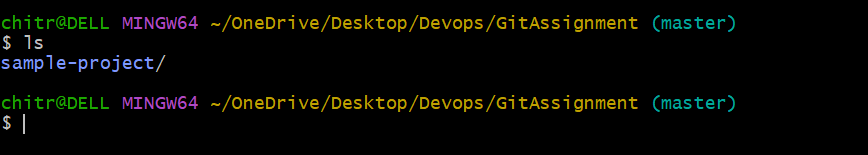 chitr@DELL MINGW64 ~/OneDrive/Desktop/Devops/GitAssignment (master)
$ ls
sample-project/
chitr@DELL MINGW64 ~/OneDrive/Desktop/Devops/GitAssignment (master)
$